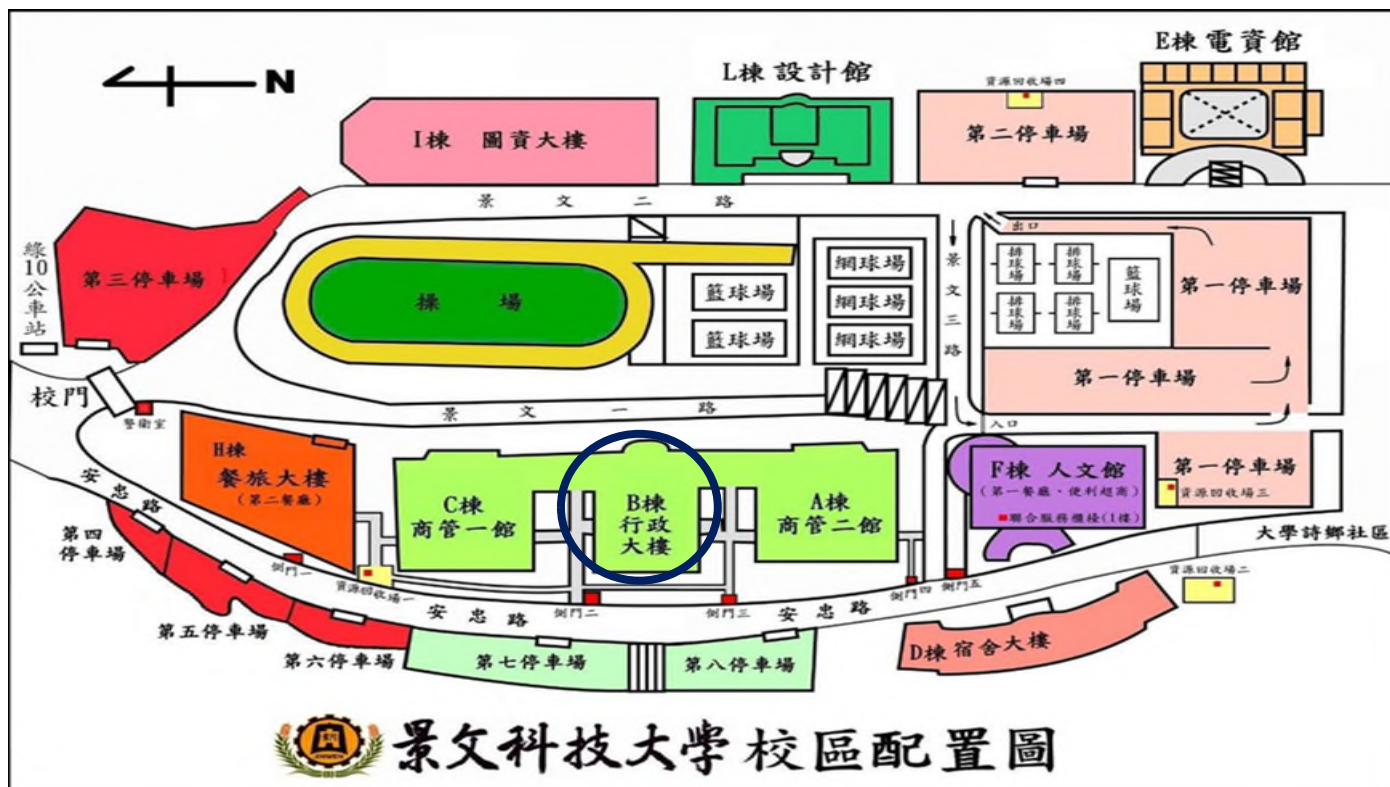 E棟 電資館
L棟 設計館
資源回收場四
N
I棟 圖資大樓
第二停車場
景文二路
出口
綠10公車站
第三停車場
操場
籃球場
籃球場
網球場
網球場
網球場
景文三路
排球場
排球場
排球場
排球場
籃球場
第一停車場
第一停車場
校門
警衛室
景文一路
入口
H棟
餐旅大樓
(第二餐廳)
C棟
商管一館
B棟
行政
大樓
A棟
商管二館
F棟 人文館
(第一餐廳、便利超商)
聯合服務櫃檯(1樓)
第一停車場
資源回收場三
安忠路
大學詩鄉社區
第四
停車場
側門一
資源回收場一
安忠路
側門二
側門三
安忠路
側門四
側門五
資源回收場二
第五停車場
第六停車場
第七停車場
第八停車場
D棟 宿舍大樓
景文科技大學校區配置圖